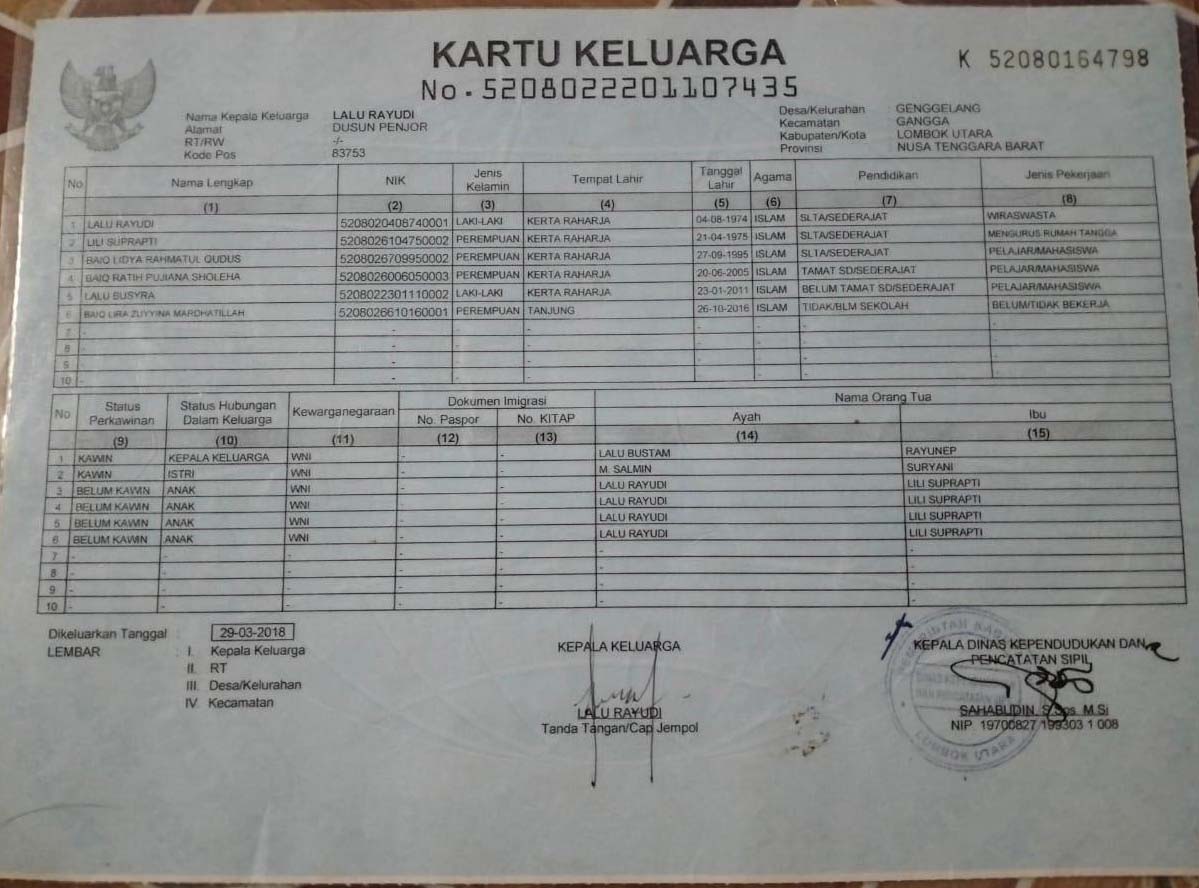 KARTU KELUARGA
No. 5208022201107435
K 52080164798
Nama Kepala Keluarga : LALU RAYUDI
Alamat : DUSUN PENJOR
RT/RW : -/-
Kode Pos : 83753
Desa/Kelurahan : GENGGELANG
Kecamatan : GANGGA
Kabupaten/Kota : LOMBOK UTARA
Provinsi : NUSA TENGGARA BARAT
No Nama Lengkap NIK Jenis Kelamin Tempat Lahir Tanggal Lahir Agama Pendidikan Jenis Pekerjaan
(1) (2) (3) (4) (5) (6) (7) (8)
1 LALU RAYUDI 5208020408740001 LAKI-LAKI KERTA RAHARJA 04-08-1974 ISLAM SLTA/SEDERAJAT WIRASWASTA
2 LILI SUPRAPTI 5208026104750002 PEREMPUAN KERTA RAHARJA 21-04-1975 ISLAM SLTA/SEDERAJAT MENGURUS RUMAH TANGGA
3 BAIQ LIDYA RAHMATUL QUDUS 5208026709950002 PEREMPUAN KERTA RAHARJA 27-09-1995 ISLAM SLTA/SEDERAJAT PELAJAR/MAHASISWA
4 BAIQ RATIH PUJIANA SHOLEHA 5208026006050003 PEREMPUAN KERTA RAHARJA 20-06-2005 ISLAM TAMAT SD/SEDERAJAT PELAJAR/MAHASISWA
5 LALU BUSYRA 5208022301110002 LAKI-LAKI KERTA RAHARJA 23-01-2011 ISLAM BELUM TAMAT SD/SEDERAJAT PELAJAR/MAHASISWA
6 BAIQ LIRA ZUYYINA MARDHATILLAH 5208026610160001 PEREMPUAN TANJUNG 26-10-2016 ISLAM TIDAK/BLM SEKOLAH BELUM/TIDAK BEKERJA
7 - - - - - - - -
8 - - - - - - - -
9 - - - - - - - -
10 - - - - - - - -
No Status Perkawinan Status Hubungan Dalam Keluarga Kewarganegaraan Dokumen Imigrasi Nama Orang Tua
No. Paspor No. KITAP Ayah Ibu
(9) (10) (11) (12) (13) (14) (15)
1 KAWIN KEPALA KELUARGA WNI - - LALU BUSTAM RAYUNEP
2 KAWIN ISTRI WNI - - M. SALMIN SURYANI
3 BELUM KAWIN ANAK WNI - - LALU RAYUDI LILI SUPRAPTI
4 BELUM KAWIN ANAK WNI - - LALU RAYUDI LILI SUPRAPTI
5 BELUM KAWIN ANAK WNI - - LALU RAYUDI LILI SUPRAPTI
6 BELUM KAWIN ANAK WNI - - LALU RAYUDI LILI SUPRAPTI
7 - - - - - - -
8 - - - - - - -
9 - - - - - - -
10 - - - - - - -
Dikeluarkan Tanggal : 29-03-2018
LEMBAR : I. Kepala Keluarga
II. RT
III. Desa/Kelurahan
IV. Kecamatan
KEPALA KELUARGA
LALU RAYUDI
Tanda Tangan/Cap Jempol
KEPALA DINAS KEPENDUDUKAN DAN
PENCATATAN SIPIL
SAHABUDIN, S.Sos, M.Si
NIP. 19700827 199303 1 008
LOMBOK UTARA